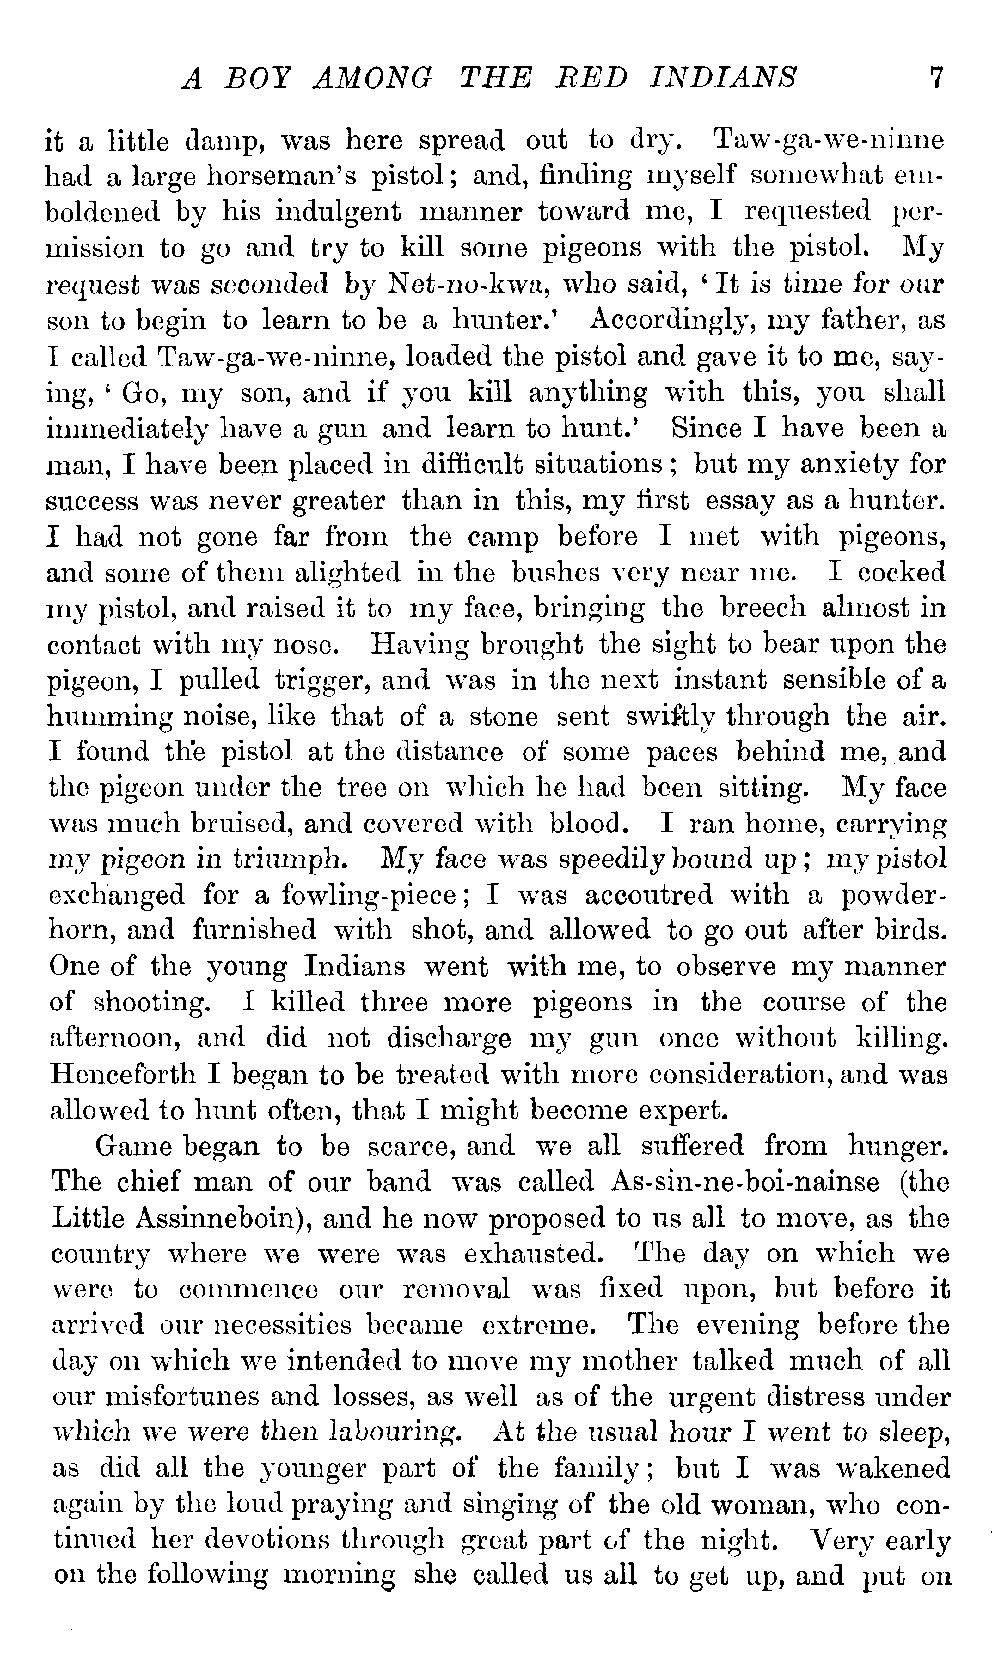 A BOY AMONG THE RED INDIANS 7
it a little damp, was here spread out to dry. Taw-ga-we-ninne
had a large horseman's pistol; and, finding myself somewhat em-
boldened by his indulgent manner toward me, I requested per-
mission to go and try to kill some pigeons with the pistol. My
request was seconded by Net-no-kwa, who said, ‘It is time for our
son to begin to learn to be a hunter.’ Accordingly, my father, as
I called Taw-ga-we-ninne, loaded the pistol and gave it to me, say-
ing, ‘Go, my son, and if you kill anything with this, you shall
immediately have a gun and learn to hunt.’ Since I have been a
man, I have been placed in difficult situations; but my anxiety for
success was never greater than in this, my first essay as a hunter.
I had not gone far from the camp before I met with pigeons,
and some of them alighted in the bushes very near me. I cocked
my pistol, and raised it to my face, bringing the breech almost in
contact with my nose. Having brought the sight to bear upon the
pigeon, I pulled trigger, and was in the next instant sensible of a
humming noise, like that of a stone sent swiftly through the air.
I found the pistol at the distance of some paces behind me, and
the pigeon under the tree on which he had been sitting. My face
was much bruised, and covered with blood. I ran home, carrying
my pigeon in triumph. My face was speedily bound up; my pistol
exchanged for a fowling-piece; I was accoutred with a powder-
horn, and furnished with shot, and allowed to go out after birds.
One of the young Indians went with me, to observe my manner
of shooting. I killed three more pigeons in the course of the
afternoon, and did not discharge my gun once without killing.
Henceforth I began to be treated with more consideration, and was
allowed to hunt often, that I might become expert.
Game began to be scarce, and we all suffered from hunger.
The chief man of our band was called As-sin-ne-boi-nainse (the
Little Assinneboin), and he now proposed to us all to move, as the
country where we were was exhausted. The day on which we
were to commence our removal was fixed upon, but before it
arrived our necessities became extreme. The evening before the
day on which we intended to move my mother talked much of all
our misfortunes and losses, as well as of the urgent distress under
which we were then labouring. At the usual hour I went to sleep,
as did all the younger part of the family; but I was wakened
again by the loud praying and singing of the old woman, who con-
tinued her devotions through great part of the night. Very early
on the following morning she called us all to get up, and put on